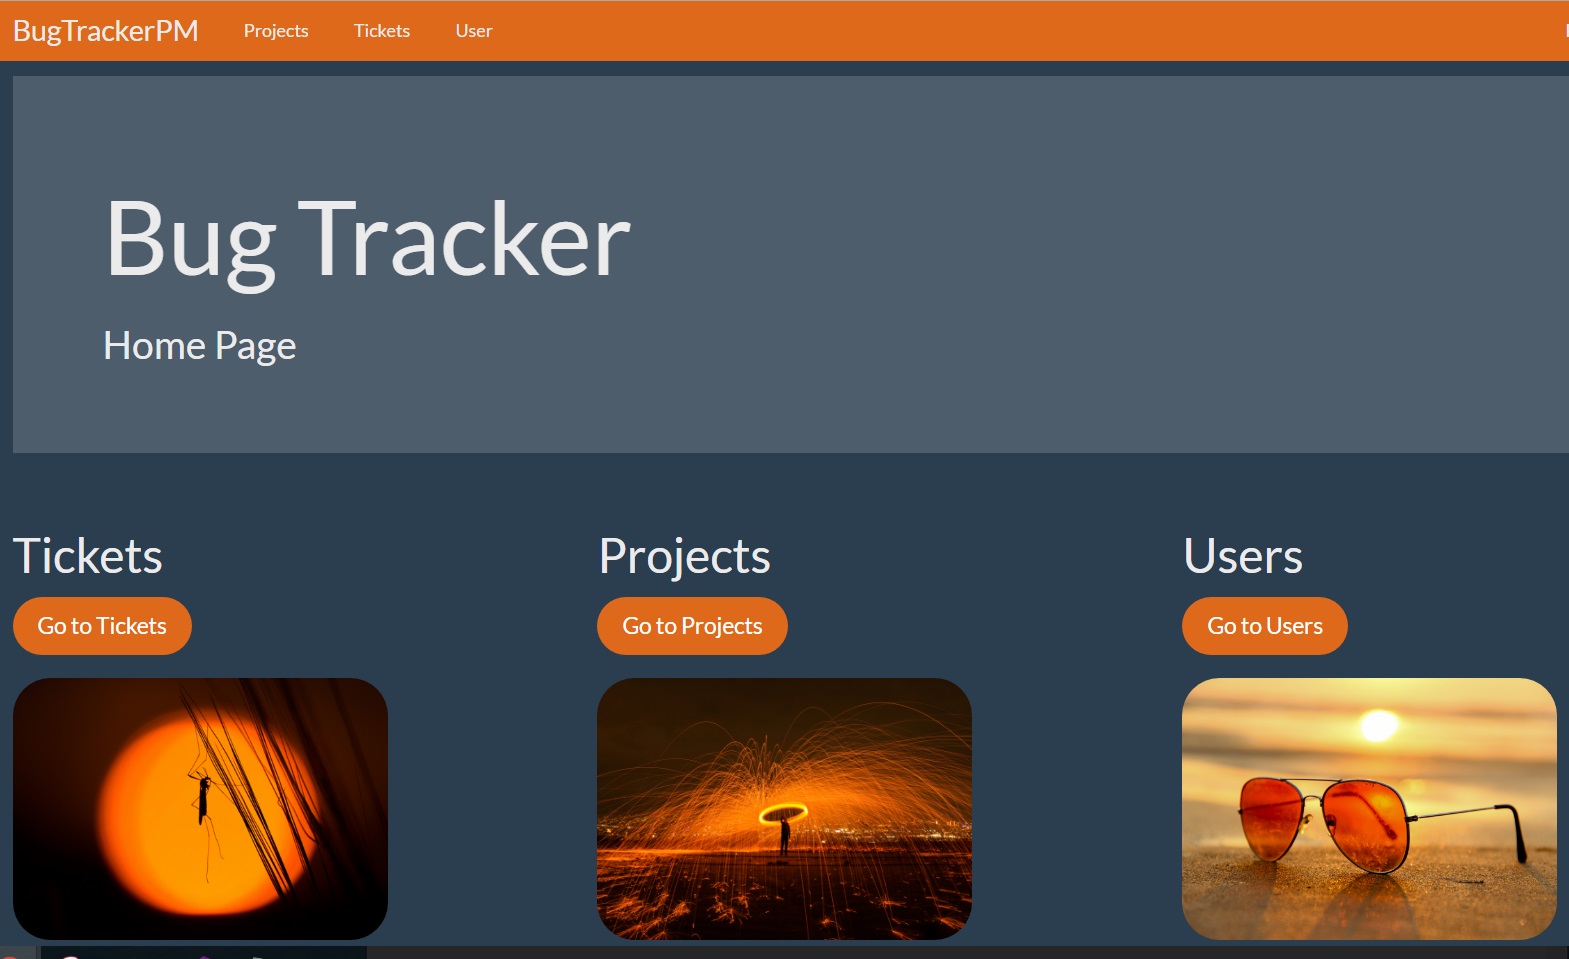 BugTrackerPM Projects Tickets User
Bug Tracker
Home Page
Tickets
Go to Tickets
Projects
Go to Projects
Users
Go to Users